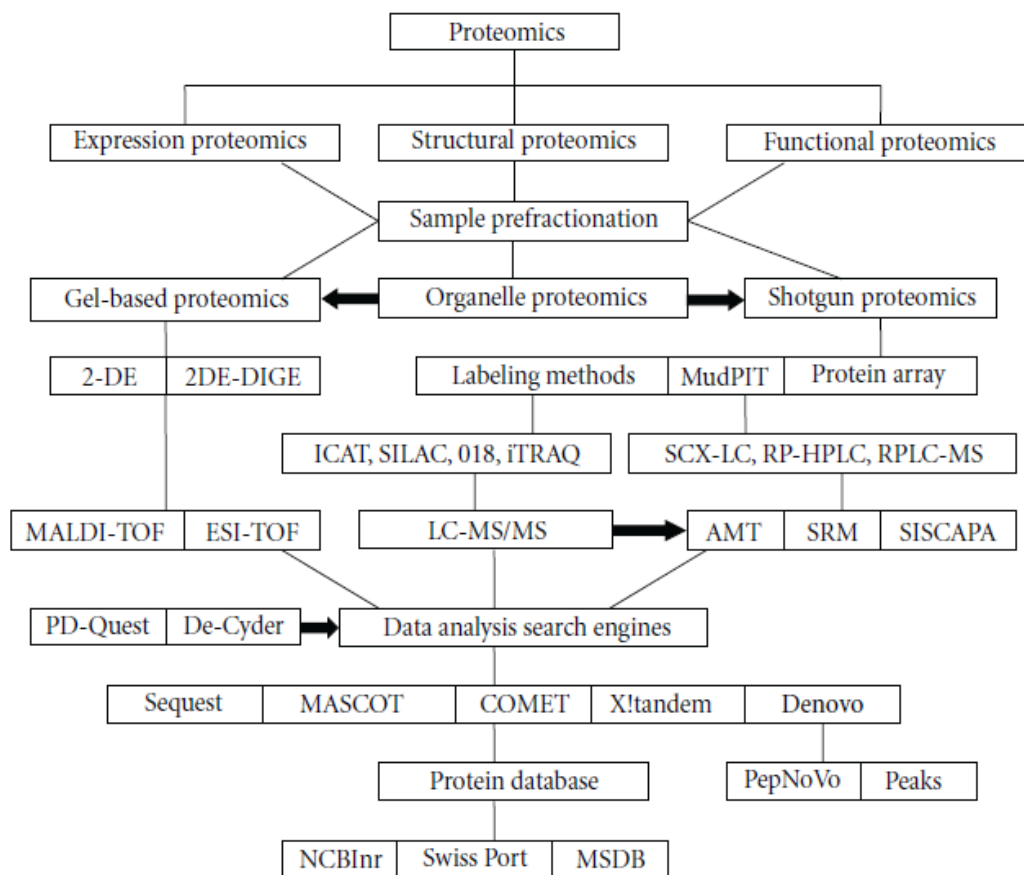 Proteomics
Expression proteomics
Structural proteomics
Functional proteomics
Sample prefractionation
Gel-based proteomics
Organelle proteomics
Shotgun proteomics
2-DE
2DE-DIGE
Labeling methods
MudPIT
Protein array
ICAT, SILAC, 018, iTRAQ
SCX-LC, RP-HPLC, RPLC-MS
MALDI-TOF
ESI-TOF
LC-MS/MS
AMT
SRM
SISCAPA
PD-Quest
De-Cyder
Data analysis search engines
Sequest
MASCOT
COMET
X!tandem
Denovo
Protein database
PepNoVo
Peaks
NCBInr
Swiss Port
MSDB